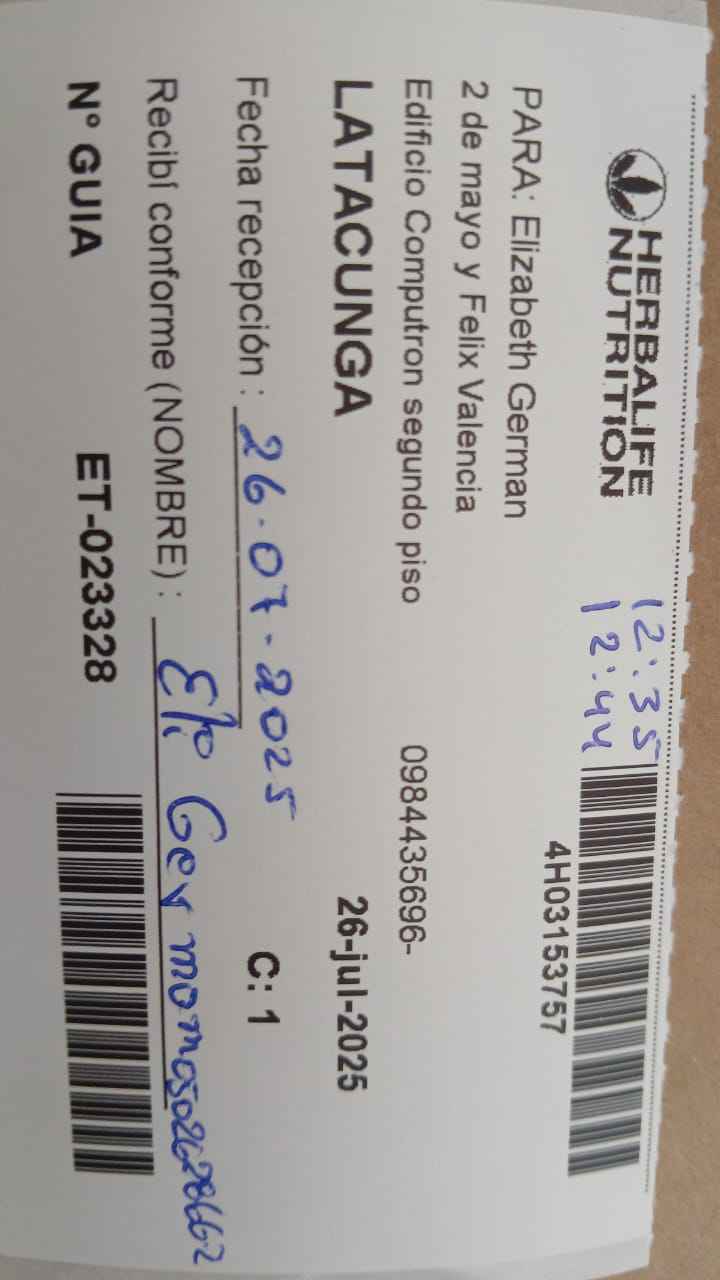 HERBALIFE
NUTRITION
12:35
12:44
4H03153757
PARA: Elizabeth German
2 de mayo y Felix Valencia
Edificio Computron segundo piso 0984435696-
LATACUNGA 26-jul-2025
Fecha recepción : 26-07-2025 C: 1
Recibí conforme (NOMBRE) : Eli German
N° GUIA ET-023328